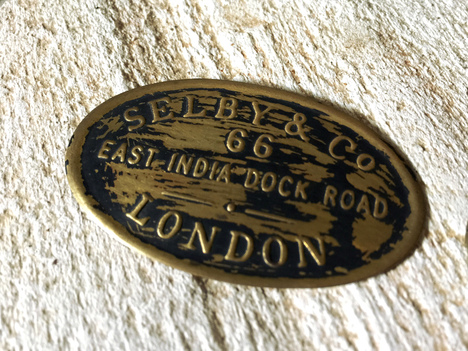 SELBY & Co
66
EAST INDIA DOCK ROAD
LONDON